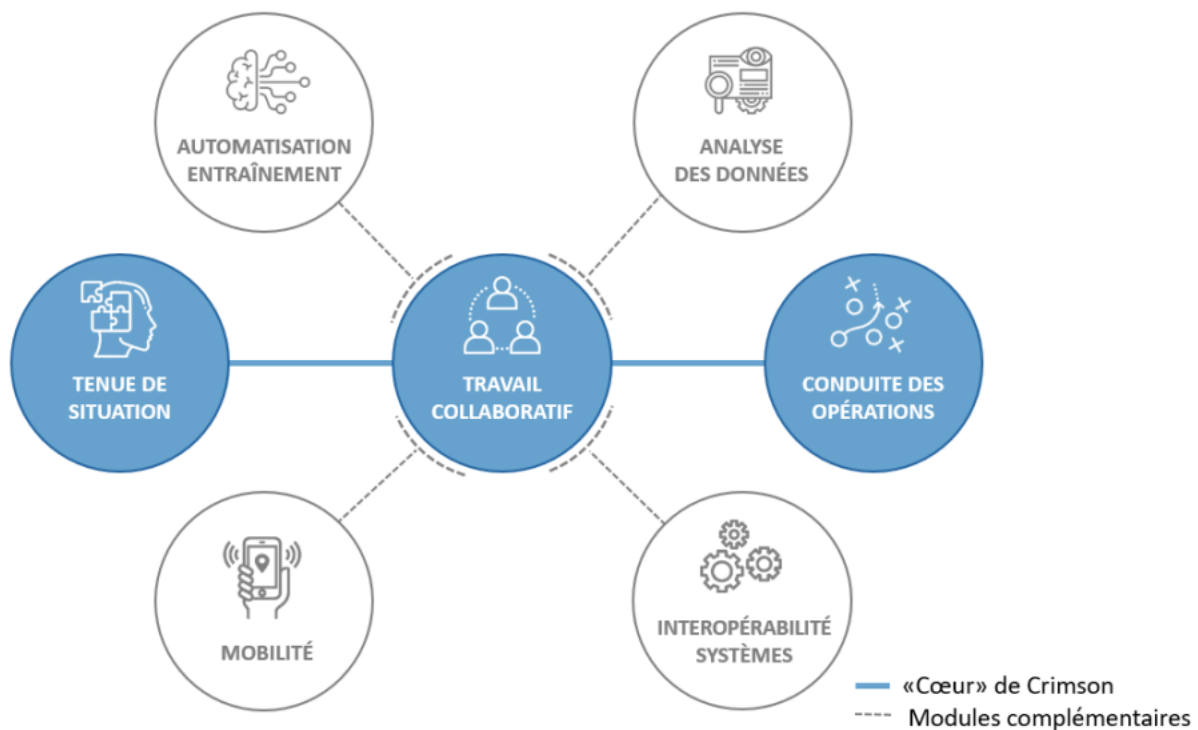 AUTOMATISATION
ENTRAÎNEMENT
ANALYSE
DES DONNÉES
TENUE DE
SITUATION
TRAVAIL
COLLABORATIF
CONDUITE DES
OPÉRATIONS
MOBILITÉ
INTEROPÉRABILITÉ
SYSTÈMES
«Cœur» de Crimson
Modules complémentaires